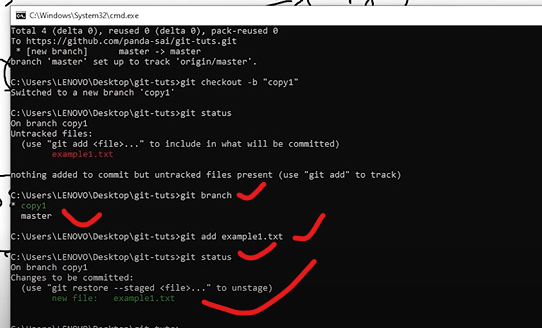 C:\Windows\System32\cmd.exe
Total 4 (delta 0), reused 0 (delta 0), pack-reused 0
To https://github.com/panda-sai/git-tuts.git
* [new branch]      master -> master
branch 'master' set up to track 'origin/master'.
C:\Users\LENOVO\Desktop\git-tuts>git checkout -b "copy1"
Switched to a new branch 'copy1'
C:\Users\LENOVO\Desktop\git-tuts>git status
On branch copy1
Untracked files:
(use "git add <file>..." to include in what will be committed)
example1.txt
nothing added to commit but untracked files present (use "git add" to track)
C:\Users\LENOVO\Desktop\git-tuts>git branch
* copy1
master
C:\Users\LENOVO\Desktop\git-tuts>git add example1.txt
C:\Users\LENOVO\Desktop\git-tuts>git status
On branch copy1
Changes to be committed:
(use "git restore --staged <file>..." to unstage)
new file:   example1.txt